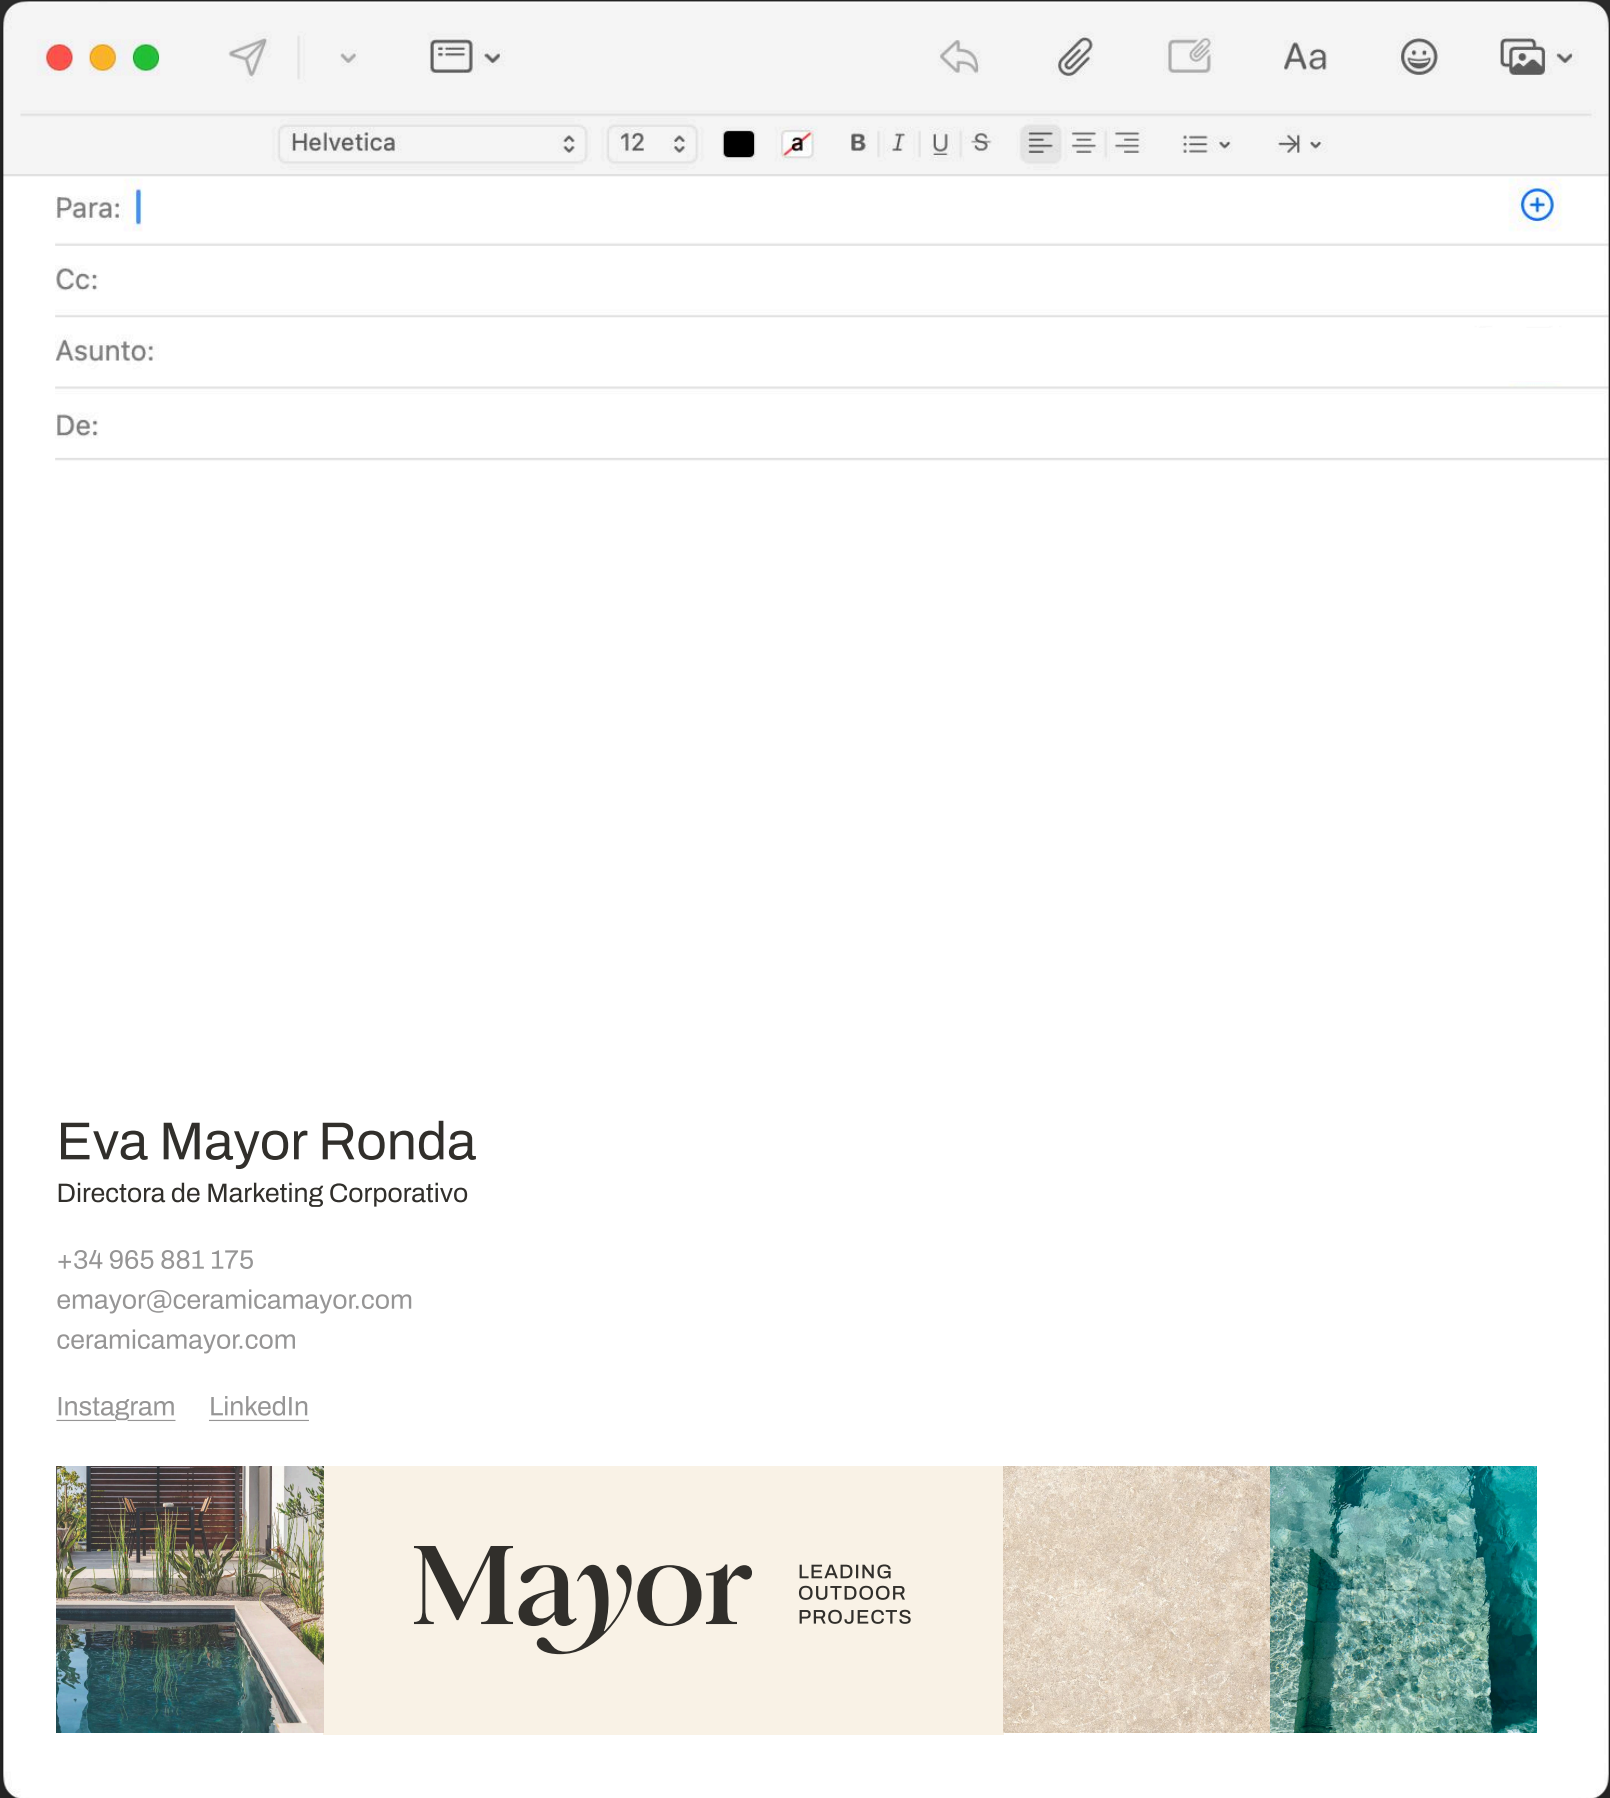 Aa
Helvetica
12
a
B I U S
Para:
Cc:
Asunto:
De:
Eva Mayor Ronda
Directora de Marketing Corporativo
+34 965 881 175
emayor@ceramicamayor.com
ceramicamayor.com
Instagram LinkedIn
Mayor
LEADING
OUTDOOR
PROJECTS